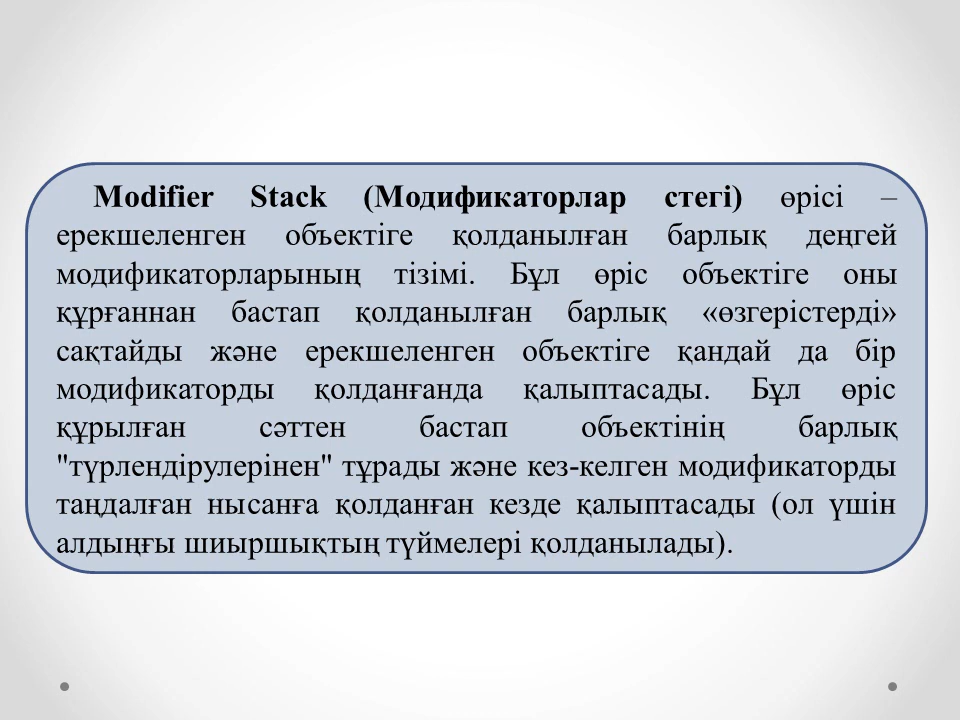 Modifier Stack (Модификаторлар стегі) өрісі –
ерекшеленген объектіге қолданылған барлық деңгей
модификаторларының тізімі. Бұл өріс объектіге оны
құрғаннан бастап қолданылған барлық «өзгерістерді»
сақтайды және ерекшеленген объектіге қандай да бір
модификаторды қолданғанда қалыптасады. Бұл өріс
құрылған сәттен бастап объектінің барлық
"түрлендірулерінен" тұрады және кез-келген модификаторды
таңдалған нысанға қолданған кезде қалыптасады (ол үшін
алдыңғы шиыршықтың түймелері қолданылады).